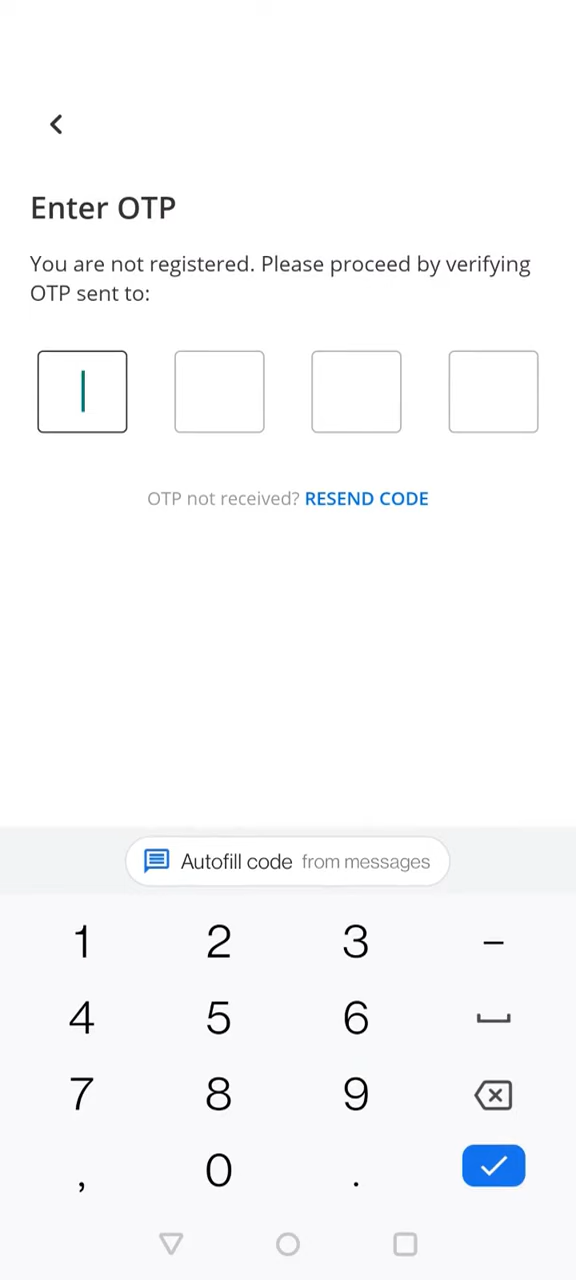 Enter OTP
You are not registered. Please proceed by verifying
OTP sent to:
OTP not received? RESEND CODE
Autofill code from messages
1 2 3 –
4 5 6
7 8 9
, 0 .